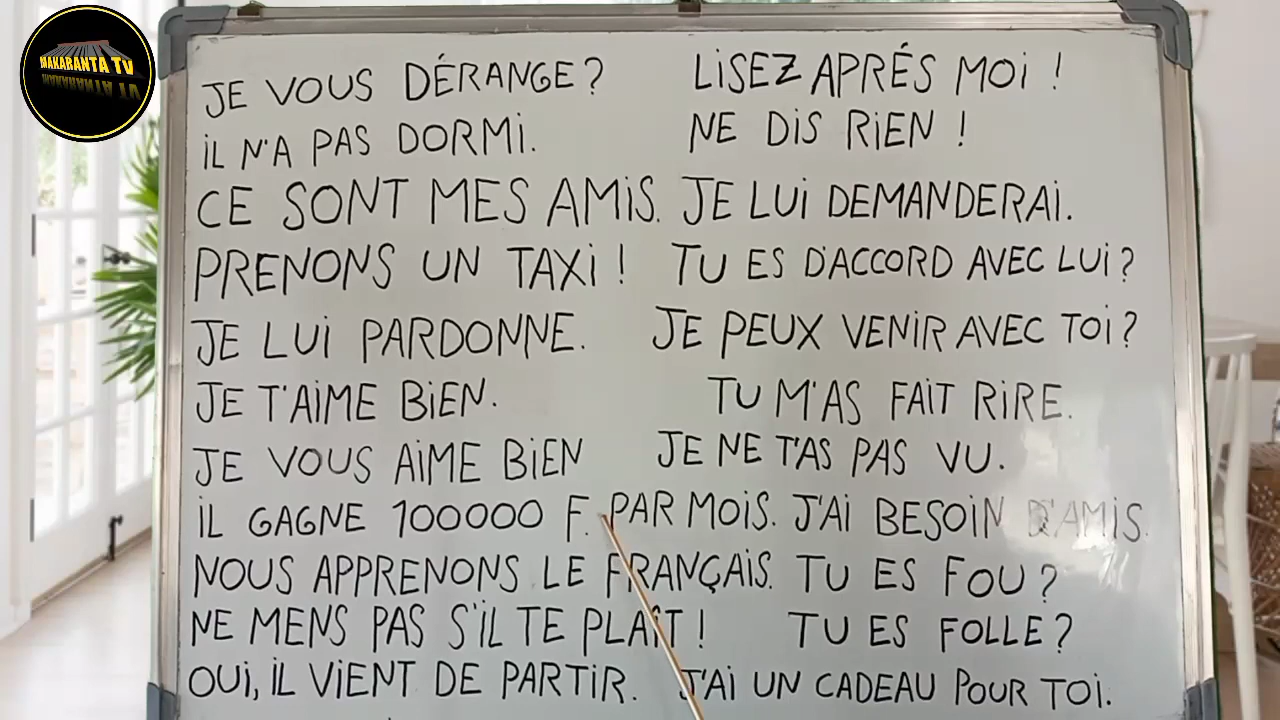 MAKARANTA TV
JE VOUS DÉRANGE ?
IL N'A PAS DORMI.
CE SONT MES AMIS.
PRENONS UN TAXI !
JE LUI PARDONNE.
JE T'AIME BIEN.
JE VOUS AIME BIEN
IL GAGNE 100000 F. PAR MOIS.
NOUS APPRENONS LE FRANÇAIS.
NE MENS PAS S'IL TE PLAÎT !
OUI, IL VIENT DE PARTIR.
LISEZ APRÉS MOI !
NE DIS RIEN !
JE LUI DEMANDERAI.
TU ES D'ACCORD AVEC LUI ?
JE PEUX VENIR AVEC TOI ?
TU M'AS FAIT RIRE.
JE NE T'AS PAS VU.
J'AI BESOIN D'AMIS.
TU ES FOU ?
TU ES FOLLE ?
J'AI UN CADEAU POUR TOI.